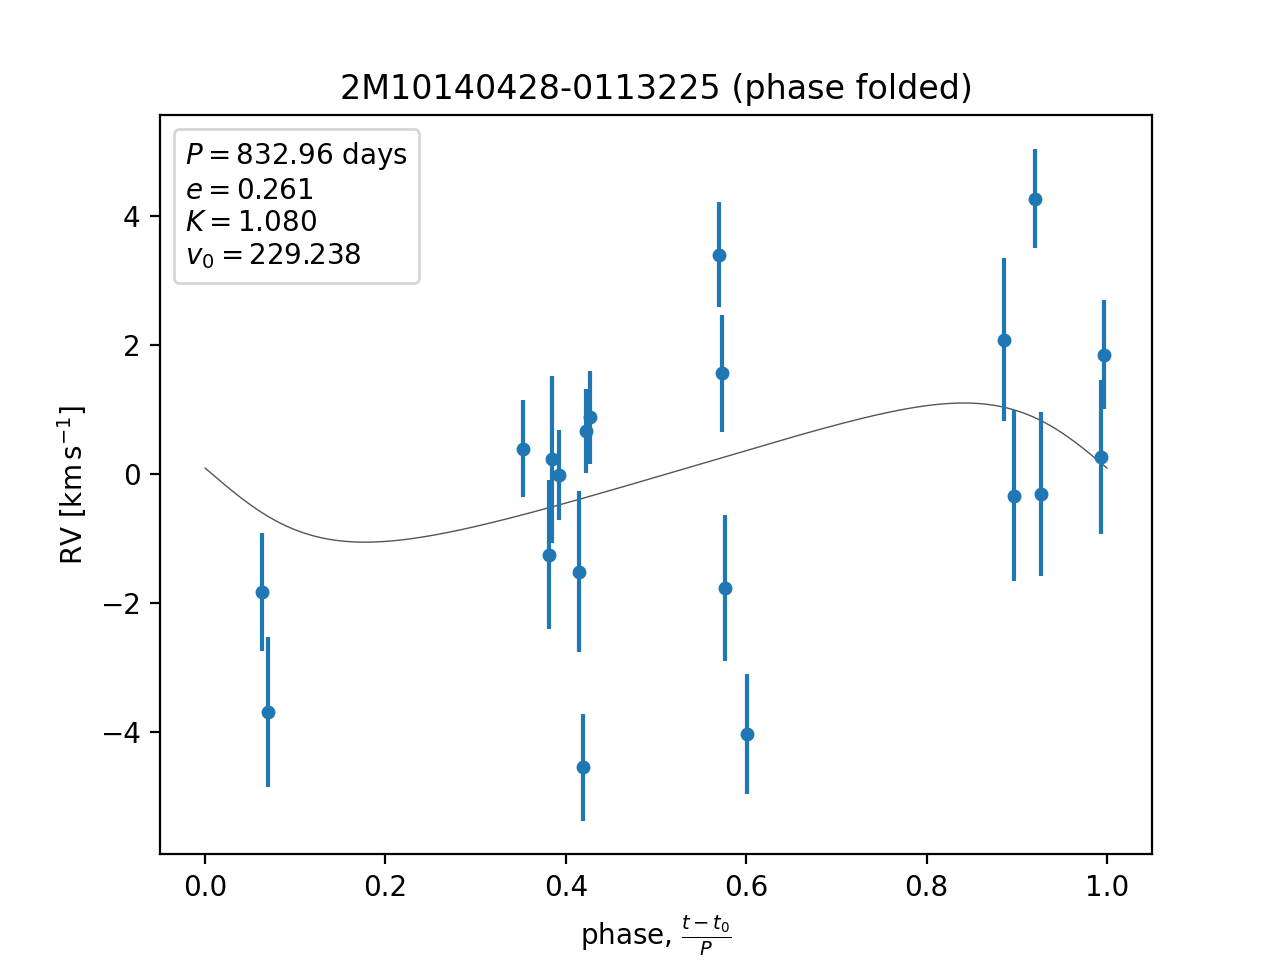 2M10140428-0113225 (phase folded)
P = 832.96 days
e = 0.261
K = 1.080
v₀ = 229.238
4
2
0
−2
−4
RV [km s⁻¹]
0.0 0.2 0.4 0.6 0.8 1.0
phase, (t − t₀)/P